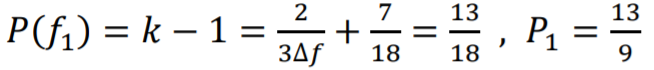 P(f₁) = k − 1 = 2/(3Δf) + 7/18 = 13/18 , P₁ = 13/9